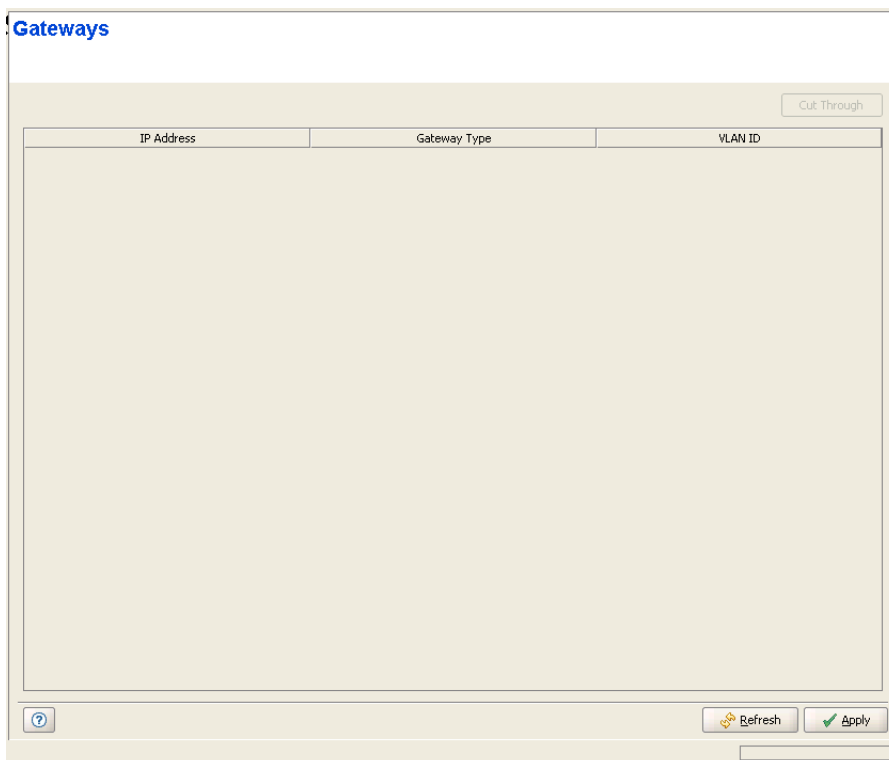 Gateways
Cut Through
IP Address Gateway Type VLAN ID
?
Refresh Apply